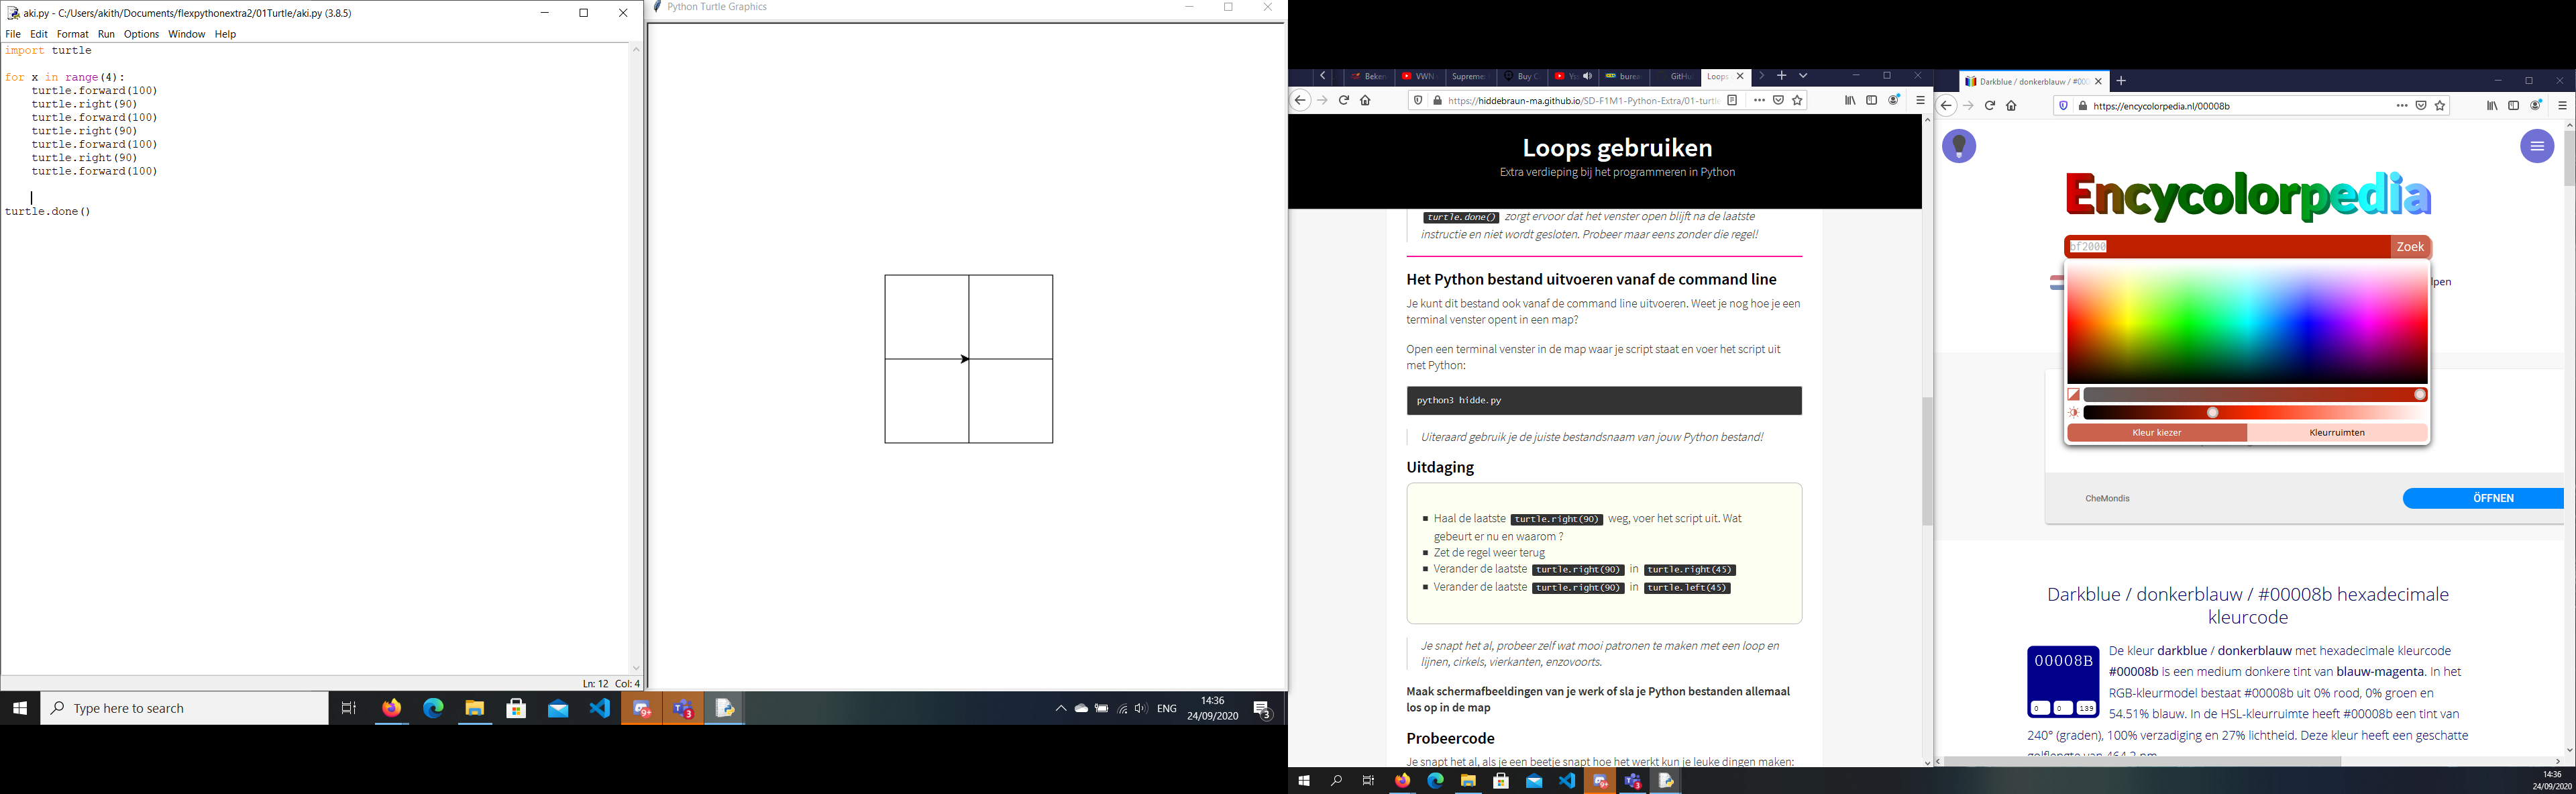 aki.py - C:/Users/akith/Documents/flexpythonextra2/01Turtle/aki.py (3.8.5)
File Edit Format Run Options Window Help
import turtle
for x in range(4):
turtle.forward(100)
turtle.right(90)
turtle.forward(100)
turtle.right(90)
turtle.forward(100)
turtle.right(90)
turtle.forward(100)
turtle.done()
Ln: 12 Col: 4
Python Turtle Graphics
Type here to search
9+
3
ENG
14:36
24/09/2020
3
Beken
VWN
Supreme
Buy C
burea
GitHu
Loops
https://hiddebraun-ma.github.io/SD-F1M1-Python-Extra/01-turtle
Loops gebruiken
Extra verdieping bij het programmeren in Python
turtle.done() zorgt ervoor dat het venster open blijft na de laatste
instructie en niet wordt gesloten. Probeer maar eens zonder die regel!
Het Python bestand uitvoeren vanaf de command line
Je kunt dit bestand ook vanaf de command line uitvoeren. Weet je nog hoe je een
terminal venster opent in een map?
Open een terminal venster in de map waar je script staat en voer het script uit
met Python:
python3 hidde.py
Uiteraard gebruik je de juiste bestandsnaam van jouw Python bestand!
Uitdaging
Haal de laatste turtle.right(90) weg, voer het script uit. Wat
gebeurt er nu en waarom ?
Zet de regel weer terug
Verander de laatste turtle.right(90) in turtle.right(45)
Verander de laatste turtle.right(90) in turtle.left(45)
Je snapt het al, probeer zelf wat mooi patronen te maken met een loop en
lijnen, cirkels, vierkanten, enzovoorts.
Maak schermafbeeldingen van je werk of sla je Python bestanden allemaal
los op in de map
Probeercode
Je snapt het al, als je een beetje snapt hoe het werkt kun je leuke dingen maken:
9+
3
Darkblue / donkerblauw / #000
https://encycolorpedia.nl/00008b
Encycolorpedia
bf2000
Zoek
lpen
Kleur kiezer
Kleurruimten
CheMondis
ÖFFNEN
Darkblue / donkerblauw / #00008b hexadecimale
kleurcode
00008B
0 0 139
De kleur darkblue / donkerblauw met hexadecimale kleurcode
#00008b is een medium donkere tint van blauw-magenta. In het
RGB-kleurmodel bestaat #00008b uit 0% rood, 0% groen en
54.51% blauw. In de HSL-kleurruimte heeft #00008b een tint van
240° (graden), 100% verzadiging en 27% lichtheid. Deze kleur heeft een geschatte
golflengte van 464.2 nm
14:36
24/09/2020